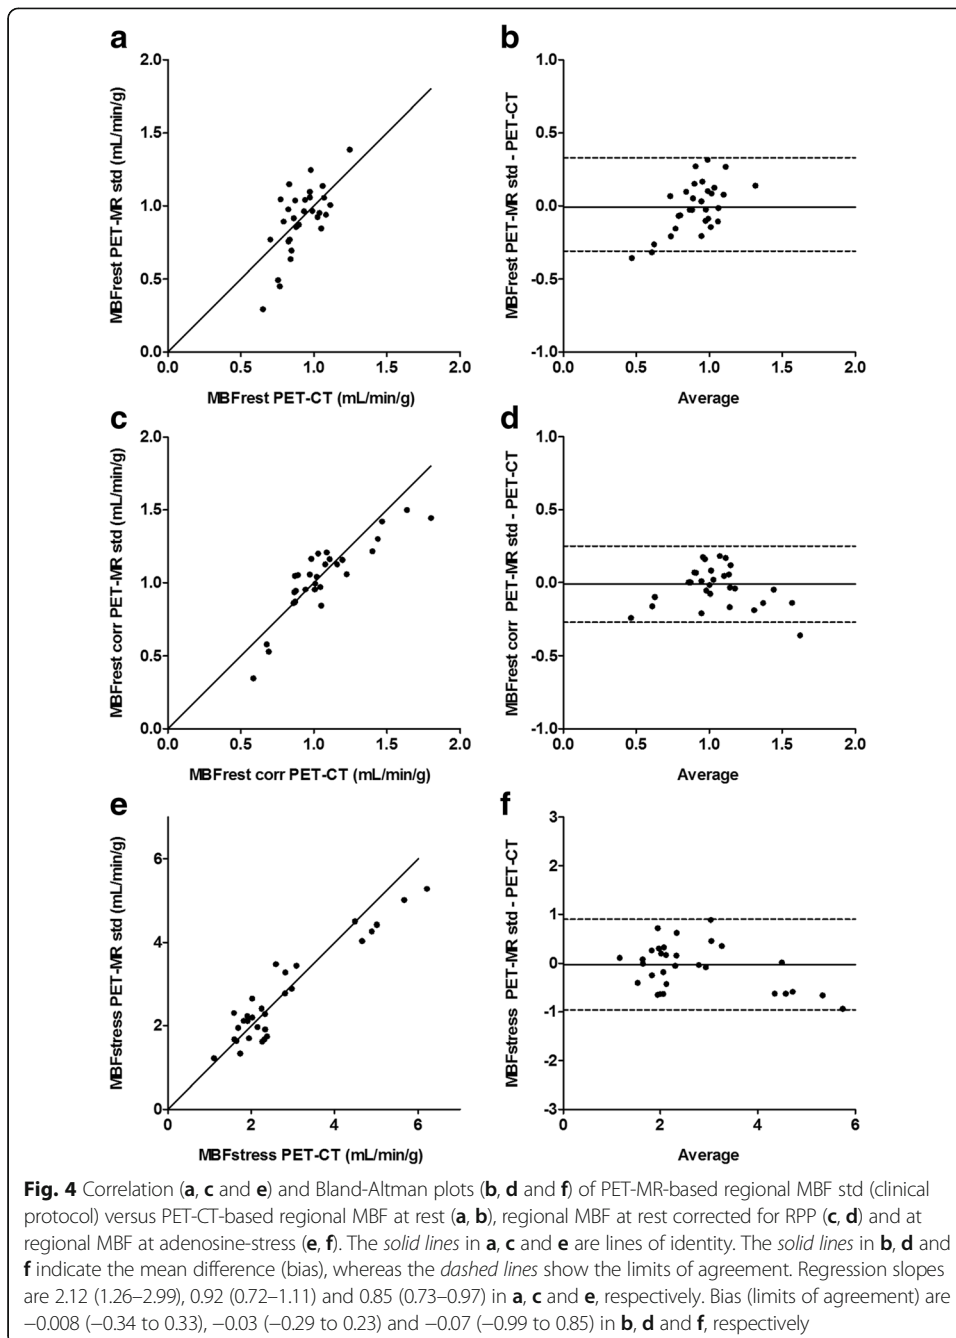 a
MBFrest PET-MR std (mL/min/g)
2.0
1.5
1.0
0.5
0.0
0.0 0.5 1.0 1.5 2.0
MBFrest PET-CT (mL/min/g)
b
MBFrest PET-MR std - PET-CT
1.0
0.5
0.0
-0.5
-1.0
0.0 0.5 1.0 1.5 2.0
Average
c
MBFrest corr PET-MR std (mL/min/g)
2.0
1.5
1.0
0.5
0.0
0.0 0.5 1.0 1.5 2.0
MBFrest corr PET-CT (mL/min/g)
d
MBFrest corr PET-MR std - PET-CT
1.0
0.5
0.0
-0.5
-1.0
0.0 0.5 1.0 1.5 2.0
Average
e
MBFstress PET-MR std (mL/min/g)
6
4
2
0
0 2 4 6
MBFstress PET-CT (mL/min/g)
f
MBFstress PET-MR std - PET-CT
3
2
1
0
-1
-2
-3
0 2 4 6
Average
Fig. 4 Correlation (a, c and e) and Bland-Altman plots (b, d and f) of PET-MR-based regional MBF std (clinical
protocol) versus PET-CT-based regional MBF at rest (a, b), regional MBF at rest corrected for RPP (c, d) and at
regional MBF at adenosine-stress (e, f). The solid lines in a, c and e are lines of identity. The solid lines in b, d and
f indicate the mean difference (bias), whereas the dashed lines show the limits of agreement. Regression slopes
are 2.12 (1.26–2.99), 0.92 (0.72–1.11) and 0.85 (0.73–0.97) in a, c and e, respectively. Bias (limits of agreement) are
−0.008 (−0.34 to 0.33), −0.03 (−0.29 to 0.23) and −0.07 (−0.99 to 0.85) in b, d and f, respectively